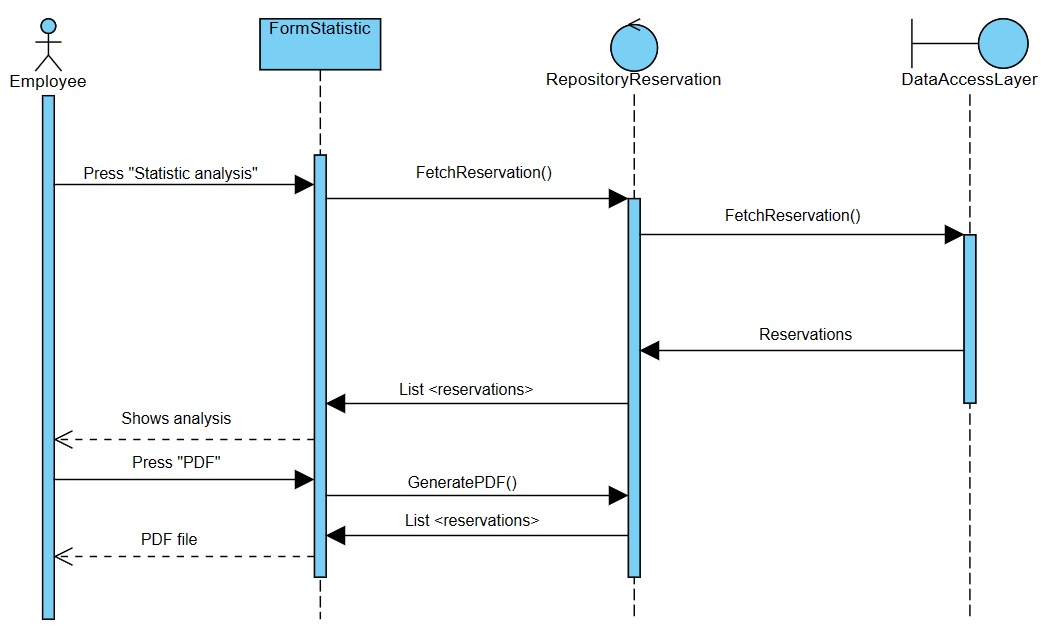 FormStatistic
Employee
RepositoryReservation
DataAccessLayer
Press "Statistic analysis"
FetchReservation()
FetchReservation()
Reservations
List <reservations>
Shows analysis
Press "PDF"
GeneratePDF()
List <reservations>
PDF file